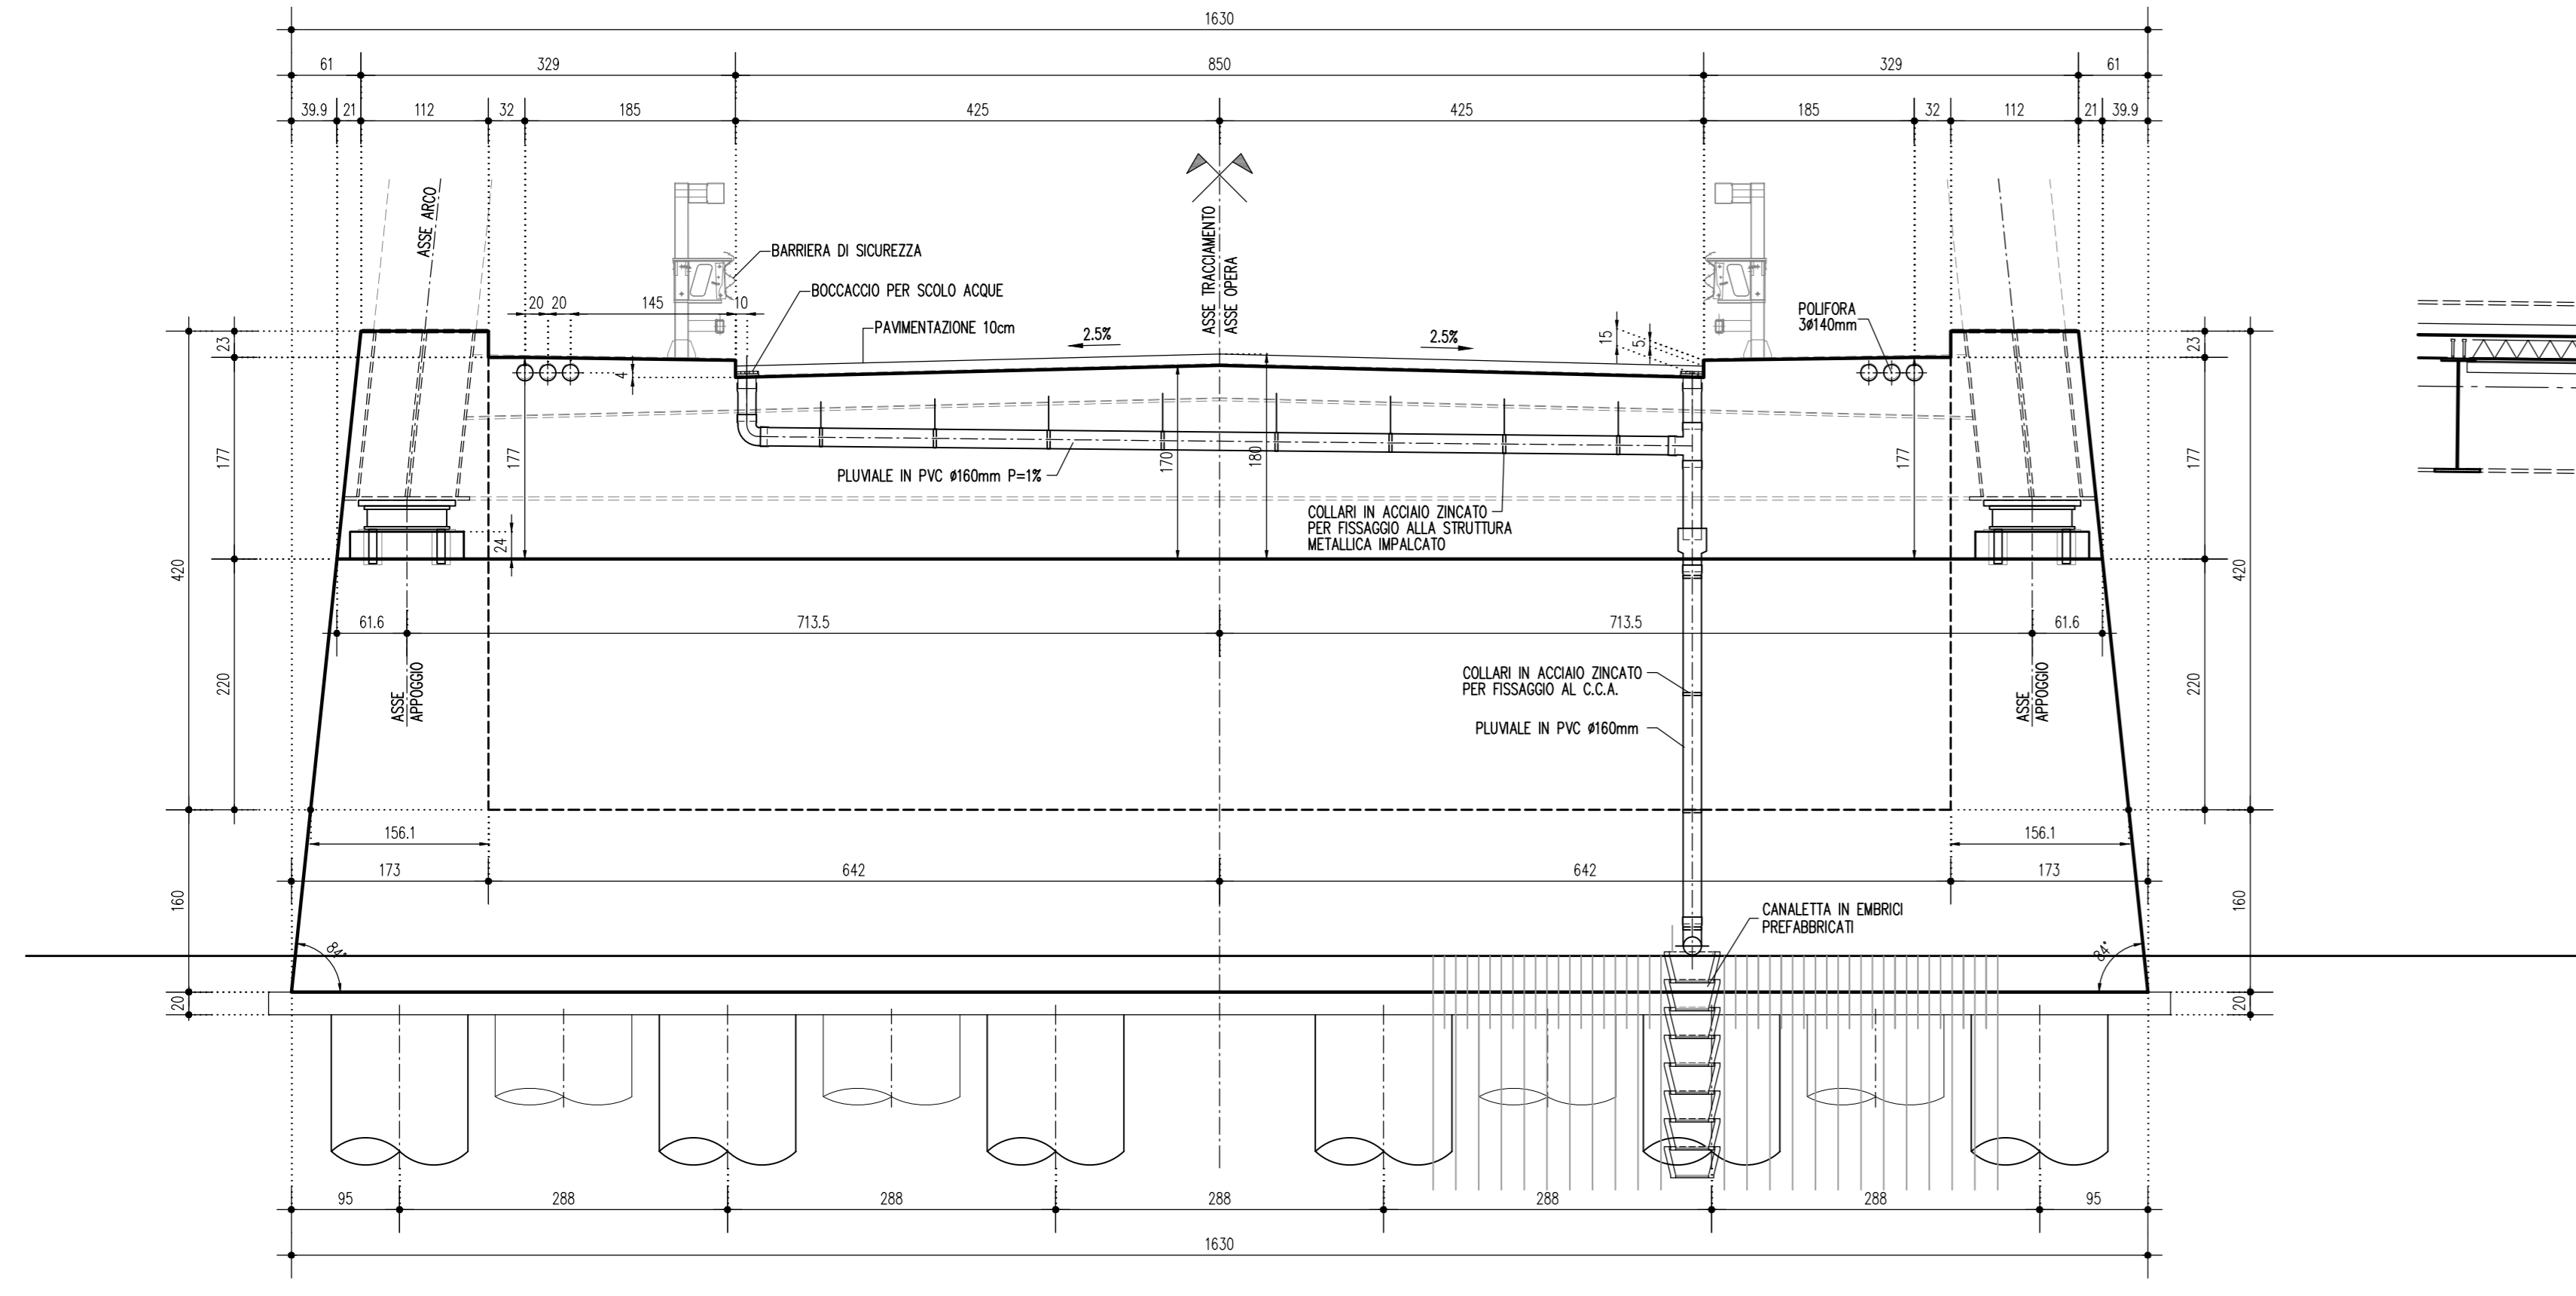 1630
61 329 850 329 61
39.9 21 112 32 185 425 425 185 32 112 21 39.9
ASSE ARCO
ASSE TRACCIAMENTO
ASSE OPERA
BARRIERA DI SICUREZZA
BOCCACCIO PER SCOLO ACQUE
PAVIMENTAZIONE 10cm
20 20 145 10
2.5% 2.5%
15
5
POLIFORA
3ø140mm
23 23
4
177 177 170 180 177 177
PLUVIALE IN PVC ø160mm P=1%
COLLARI IN ACCIAIO ZINCATO
PER FISSAGGIO ALLA STRUTTURA
METALLICA IMPALCATO
24
420 420
61.6 713.5 713.5 61.6
220 220
ASSE
APPOGGIO
ASSE
APPOGGIO
COLLARI IN ACCIAIO ZINCATO
PER FISSAGGIO AL C.C.A.
PLUVIALE IN PVC ø160mm
156.1 156.1
173 642 642 173
160 160
CANALETTA IN EMBRICI
PREFABBRICATI
84° 84°
20 20
95 288 288 288 288 288 95
1630